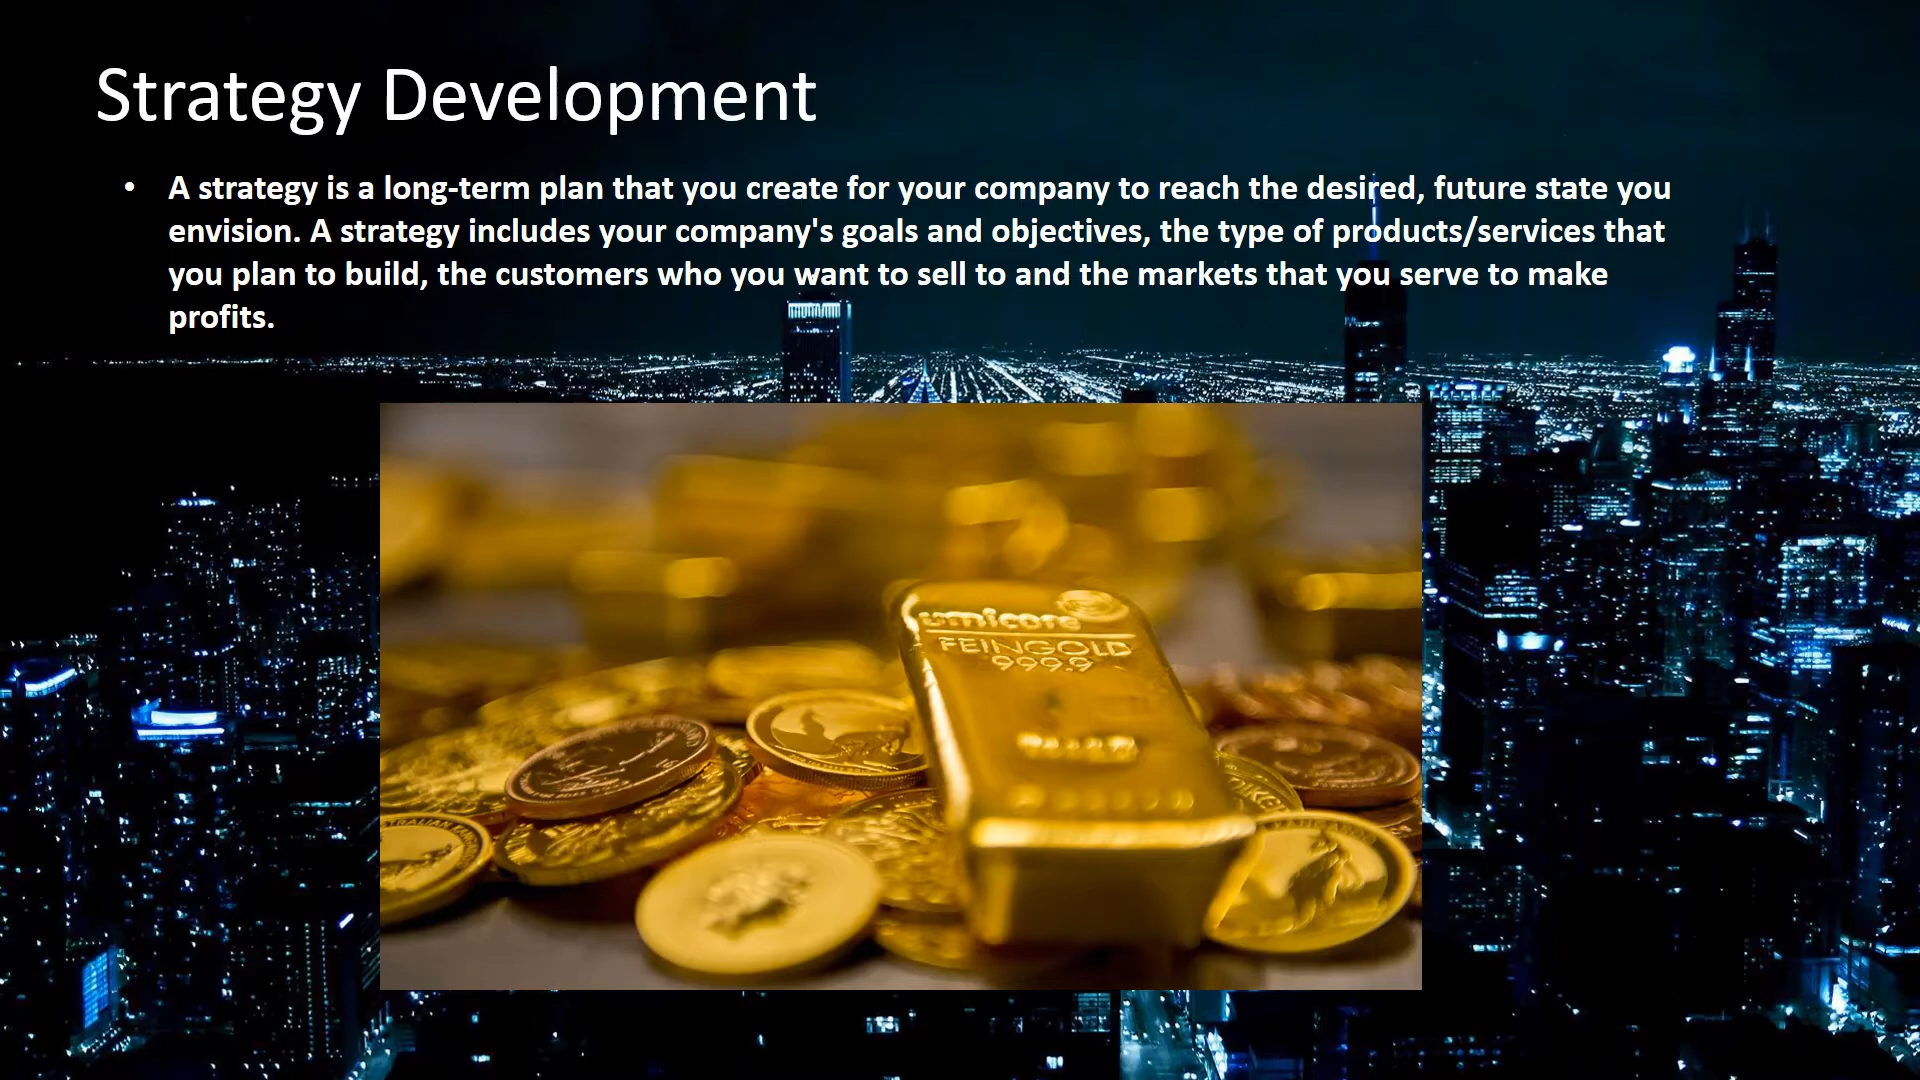 Strategy Development
• A strategy is a long-term plan that you create for your company to reach the desired, future state you
envision. A strategy includes your company's goals and objectives, the type of products/services that
you plan to build, the customers who you want to sell to and the markets that you serve to make
profits.
umicore
FEINGOLD
999.9